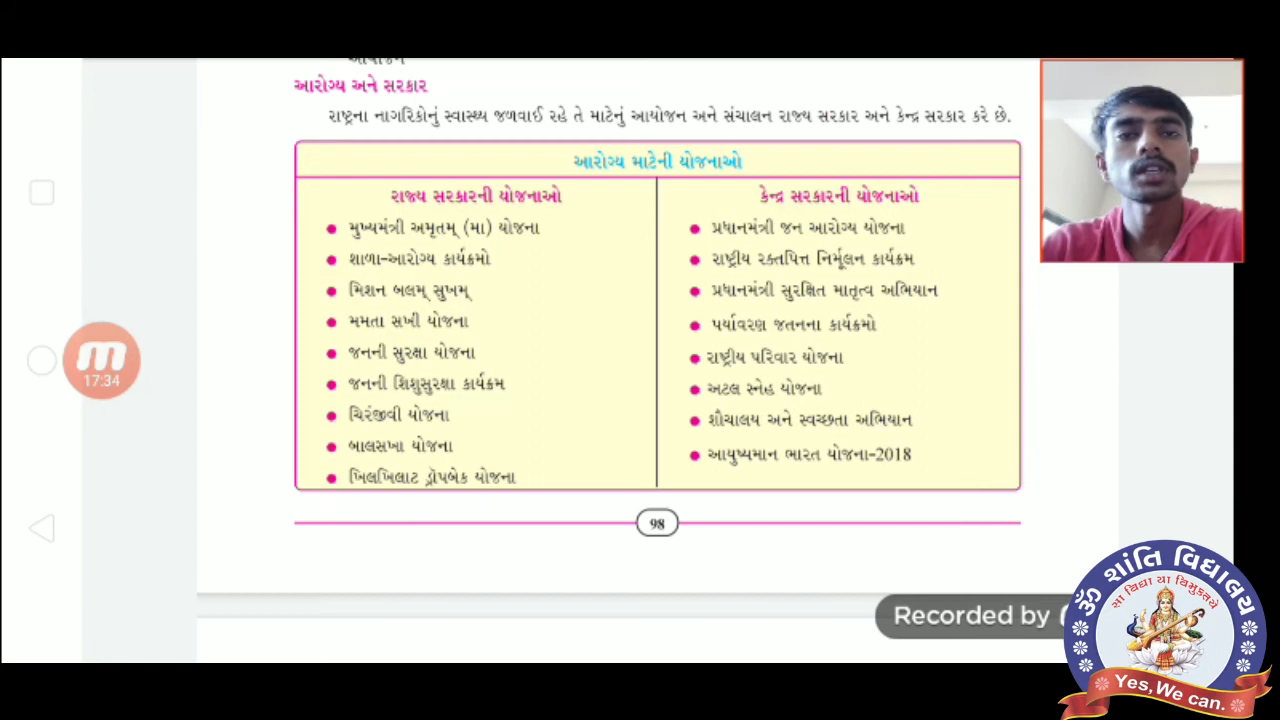 આયોજન
આરોગ્ય અને સરકાર
રાષ્ટ્રના નાગરિકોનું સ્વાસ્થ્ય જળવાઈ રહે તે માટેનું આયોજન અને સંચાલન રાજ્ય સરકાર અને કેન્દ્ર સરકાર કરે છે.
આરોગ્ય માટેની યોજનાઓ
રાજ્ય સરકારની યોજનાઓ
• મુખ્યમંત્રી અમૃતમ્ (મા) યોજના
• શાળા-આરોગ્ય કાર્યક્રમો
• મિશન બલમ્ સુખમ્
• મમતા સખી યોજના
• જનની સુરક્ષા યોજના
• જનની શિશુસુરક્ષા કાર્યક્રમ
• ચિરંજીવી યોજના
• બાલસખા યોજના
• ખિલખિલાટ ડ્રૉપબેક યોજના
કેન્દ્ર સરકારની યોજનાઓ
• પ્રધાનમંત્રી જન આરોગ્ય યોજના
• રાષ્ટ્રીય રક્તપિત્ત નિર્મૂલન કાર્યક્રમ
• પ્રધાનમંત્રી સુરક્ષિત માતૃત્વ અભિયાન
• પર્યાવરણ જતનના કાર્યક્રમો
• રાષ્ટ્રીય પરિવાર યોજના
• અટલ સ્નેહ યોજના
• શૌચાલય અને સ્વચ્છતા અભિયાન
• આયુષ્યમાન ભારત યોજના-2018
98
17:34
Recorded by
ૐ શાંતિ વિદ્યાલય
સા વિદ્યા યા વિમુક્તયે
Yes, We can.